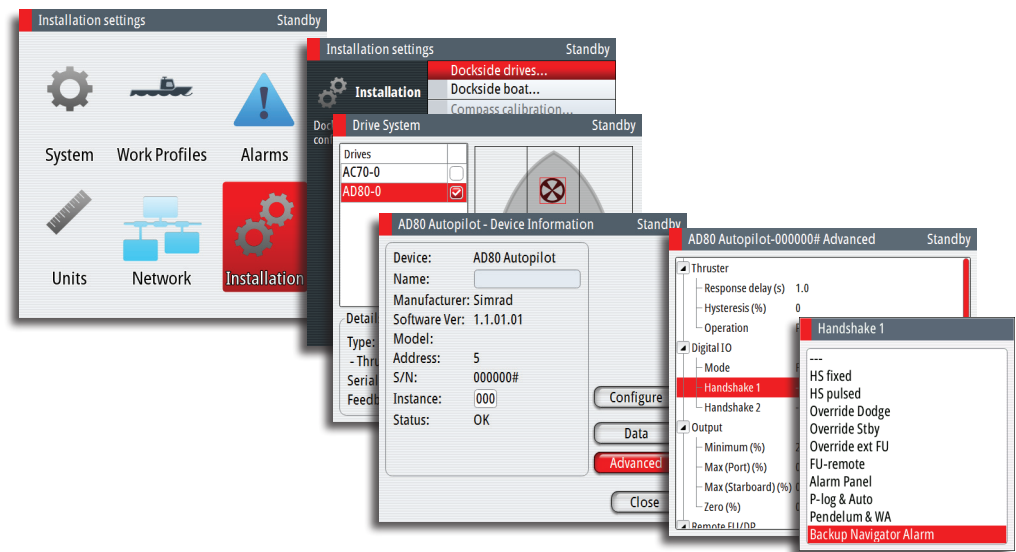 Installation settings Standby
System Work Profiles Alarms
Units Network Installation
Installation settings Standby
Installation
Dockside drives...
Dockside boat...
Compass calibration...
Drive System Standby
Drives
AC70-0
AD80-0
Type:
AD80 Autopilot - Device Information Standby
Device: AD80 Autopilot
Name:
Manufacturer: Simrad
Software Ver: 1.1.01.01
Model:
Address: 5
S/N: 000000#
Instance: 000
Status: OK
Configure
Data
Advanced
Close
AD80 Autopilot-000000# Advanced Standby
Thruster
Response delay (s) 1.0
Hysteresis (%) 0
Operation
Digital IO
Mode
Handshake 1
Handshake 2
Output
Minimum (%)
Max (Port) (%)
Max (Starboard) (%)
Zero (%)
Remote FU/DP
Handshake 1
---
HS fixed
HS pulsed
Override Dodge
Override Stby
Override ext FU
FU-remote
Alarm Panel
P-log & Auto
Pendelum & WA
Backup Navigator Alarm